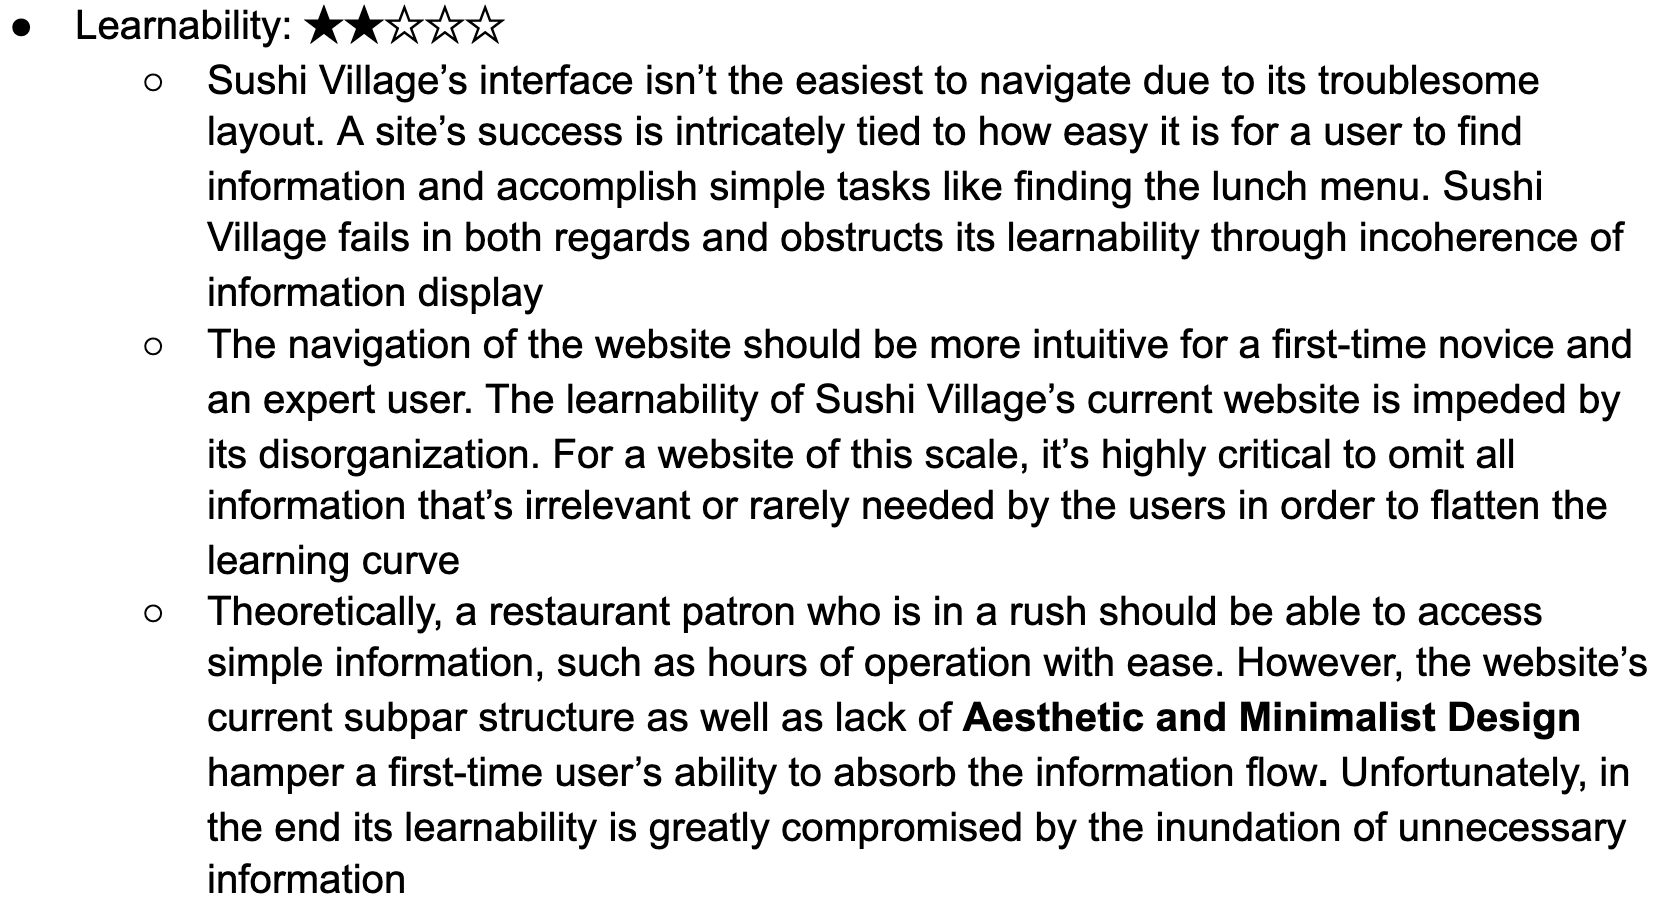 ● Learnability: ★★☆☆☆
○ Sushi Village’s interface isn’t the easiest to navigate due to its troublesome
layout. A site’s success is intricately tied to how easy it is for a user to find
information and accomplish simple tasks like finding the lunch menu. Sushi
Village fails in both regards and obstructs its learnability through incoherence of
information display
○ The navigation of the website should be more intuitive for a first-time novice and
an expert user. The learnability of Sushi Village’s current website is impeded by
its disorganization. For a website of this scale, it’s highly critical to omit all
information that’s irrelevant or rarely needed by the users in order to flatten the
learning curve
○ Theoretically, a restaurant patron who is in a rush should be able to access
simple information, such as hours of operation with ease. However, the website’s
current subpar structure as well as lack of Aesthetic and Minimalist Design
hamper a first-time user’s ability to absorb the information flow. Unfortunately, in
the end its learnability is greatly compromised by the inundation of unnecessary
information